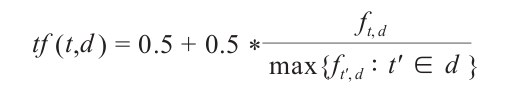 tf (t,d) = 0.5 + 0.5 * f_{t,d} / max{f_{t',d} : t' ∈ d }